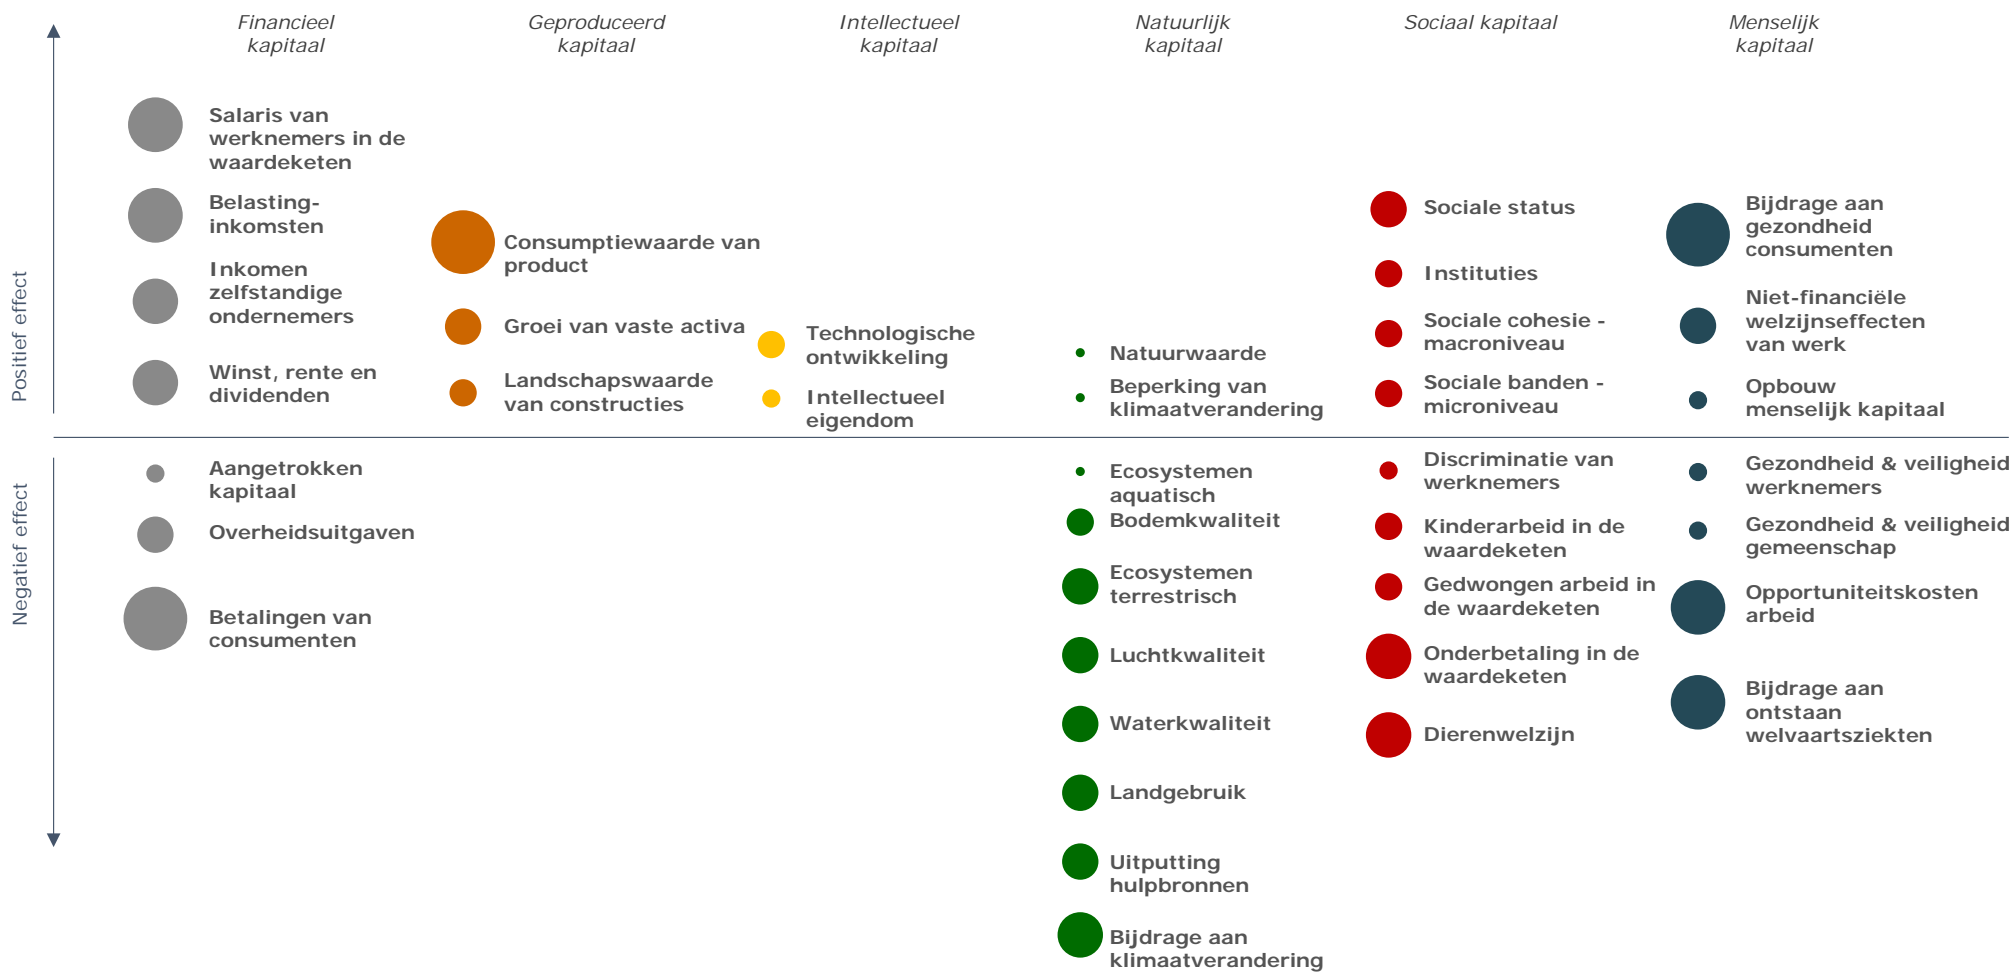 Financieel
kapitaal
Geproduceerd
kapitaal
Intellectueel
kapitaal
Natuurlijk
kapitaal
Sociaal kapitaal
Menselijk
kapitaal
Positief effect
Salaris van
werknemers in de
waardeketen
Belasting-
inkomsten
Inkomen
zelfstandige
ondernemers
Winst, rente en
dividenden
Consumptiewaarde van
product
Groei van vaste activa
Landschapswaarde
van constructies
Technologische
ontwikkeling
Intellectueel
eigendom
Natuurwaarde
Beperking van
klimaatverandering
Sociale status
Instituties
Sociale cohesie -
macroniveau
Sociale banden -
microniveau
Bijdrage aan
gezondheid
consumenten
Niet-financiële
welzijnseffecten
van werk
Opbouw
menselijk kapitaal
Negatief effect
Aangetrokken
kapitaal
Overheidsuitgaven
Betalingen van
consumenten
Ecosystemen
aquatisch
Bodemkwaliteit
Ecosystemen
terrestrisch
Luchtkwaliteit
Waterkwaliteit
Landgebruik
Uitputting
hulpbronnen
Bijdrage aan
klimaatverandering
Discriminatie van
werknemers
Kinderarbeid in de
waardeketen
Gedwongen arbeid in
de waardeketen
Onderbetaling in de
waardeketen
Dierenwelzijn
Gezondheid & veiligheid
werknemers
Gezondheid & veiligheid
gemeenschap
Opportuniteitskosten
arbeid
Bijdrage aan
ontstaan
welvaartsziekten